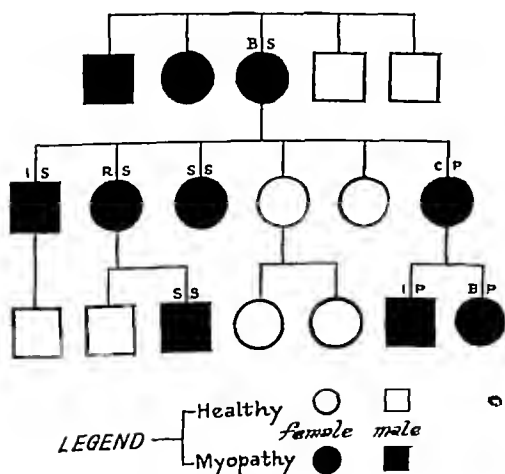 B S
I S R S S S C P
S S I P B P
Healthy
LEGEND female male
Myopathy